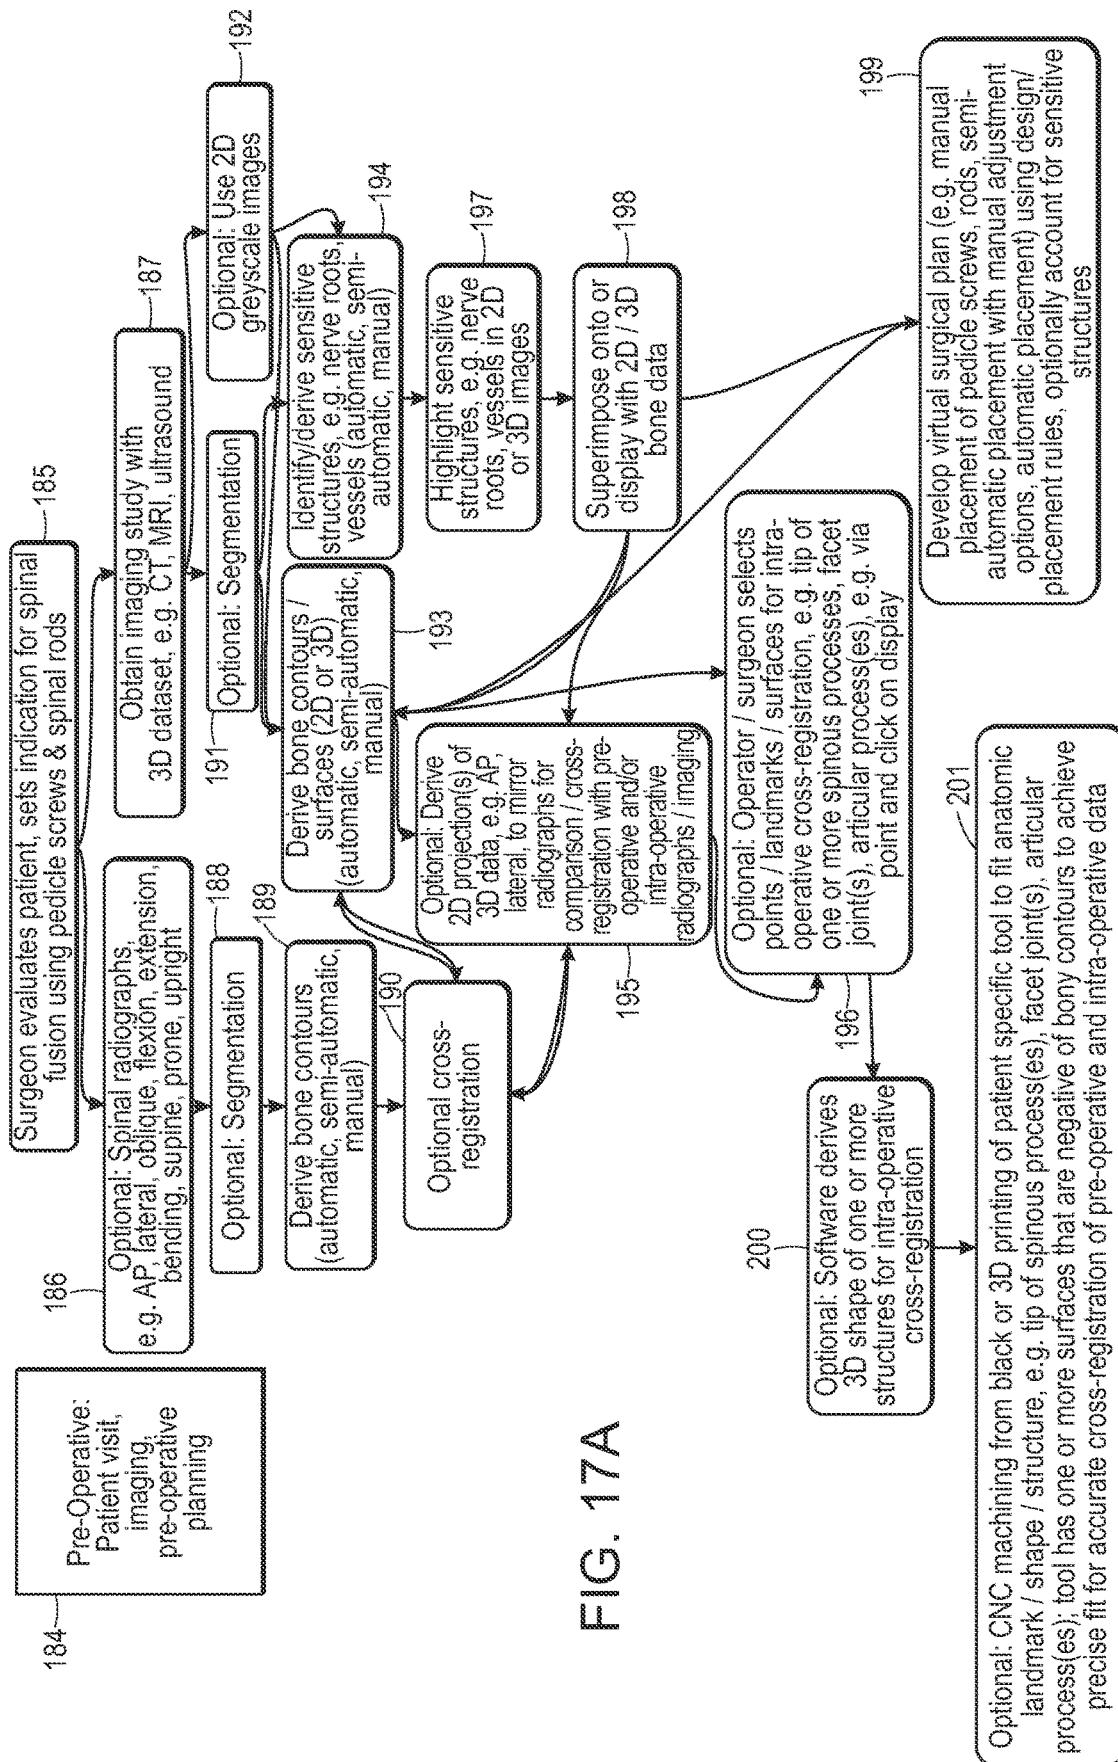 184
Pre-Operative:
Patient visit,
imaging,
pre-operative
planning
185
Surgeon evaluates patient, sets indication for spinal
fusion using pedicle screws & spinal rods
186
Optional: Spinal radiographs,
e.g. AP, lateral, oblique, flexion, extension,
bending, supine, prone, upright
187
Obtain imaging study with
3D dataset, e.g. CT, MRI, ultrasound
188
Optional: Segmentation
191
Optional: Segmentation
192
Optional: Use 2D
greyscale images
189
Derive bone contours
(automatic, semi-automatic,
manual)
193
Derive bone contours /
surfaces (2D or 3D)
(automatic, semi-automatic,
manual)
194
Identify/derive sensitive
structures, e.g. nerve roots,
vessels (automatic, semi-
automatic, manual)
190
Optional cross-
registration
195
Optional: Derive
2D projection(s) of
3D data, e.g. AP,
lateral, to mirror
radiographs for
comparison / cross-
registration with pre-
operative and/or
intra-operative
radiographs / imaging
197
Highlight sensitive
structures, e.g. nerve
roots, vessels in 2D
or 3D images
198
Superimpose onto or
display with 2D / 3D
bone data
196
Optional: Operator / surgeon selects
points / landmarks / surfaces for intra-
operative cross-registration, e.g. tip of
one or more spinous processes, facet
joint(s), articular process(es), e.g. via
point and click on display
199
Develop virtual surgical plan (e.g. manual
placement of pedicle screws, rods, semi-
automatic placement with manual adjustment
options, automatic placement) using design/
placement rules, optionally account for sensitive
structures
200
Optional: Software derives
3D shape of one or more
structures for intra-operative
cross-registration
201
Optional: CNC machining from black or 3D printing of patient specific tool to fit anatomic
landmark / shape / structure, e.g. tip of spinous process(es), facet joint(s), articular
process(es); tool has one or more surfaces that are negative of bony contours to achieve
precise fit for accurate cross-registration of pre-operative and intra-operative data
FIG. 17A